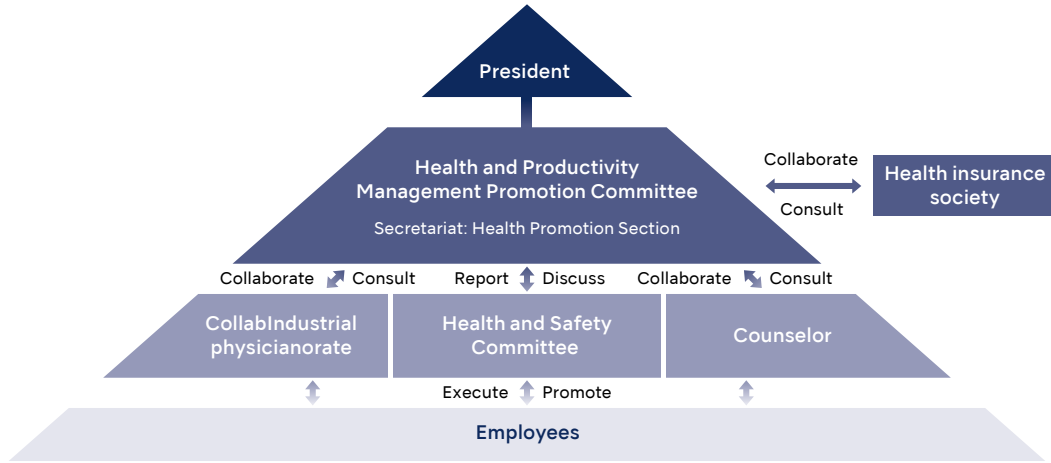 President
Health and Productivity
Management Promotion Committee
Secretariat: Health Promotion Section
Collaborate
Consult
Health insurance
society
Collaborate Consult
Report Discuss
Collaborate Consult
CollabIndustrial
physicianorate
Health and Safety
Committee
Counselor
Execute Promote
Employees